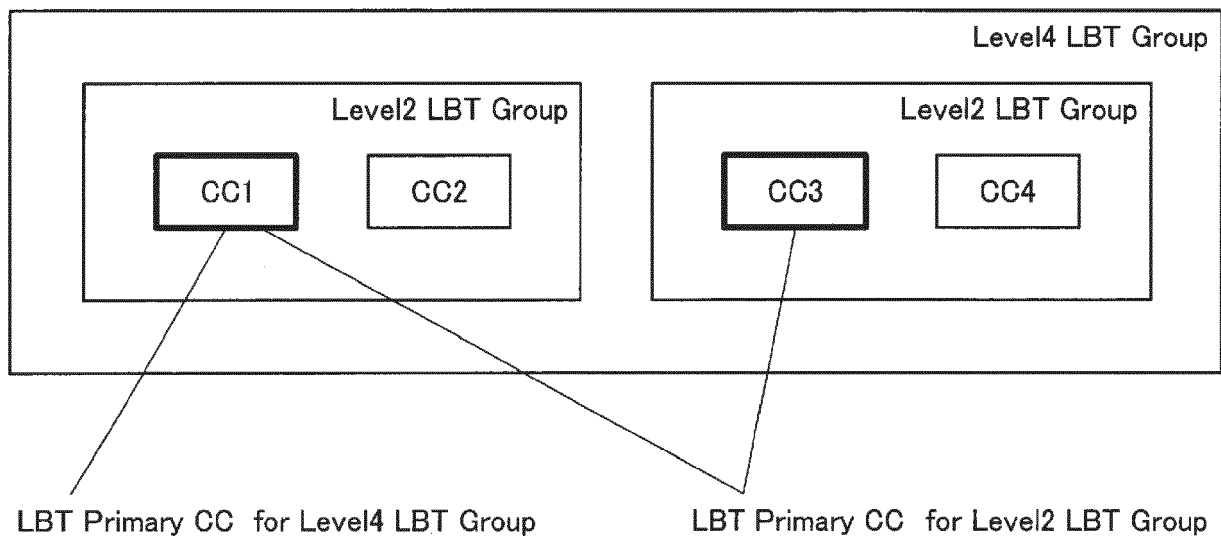 Level4 LBT Group
Level2 LBT Group
Level2 LBT Group
CC1
CC2
CC3
CC4
LBT Primary CC for Level4 LBT Group
LBT Primary CC for Level2 LBT Group